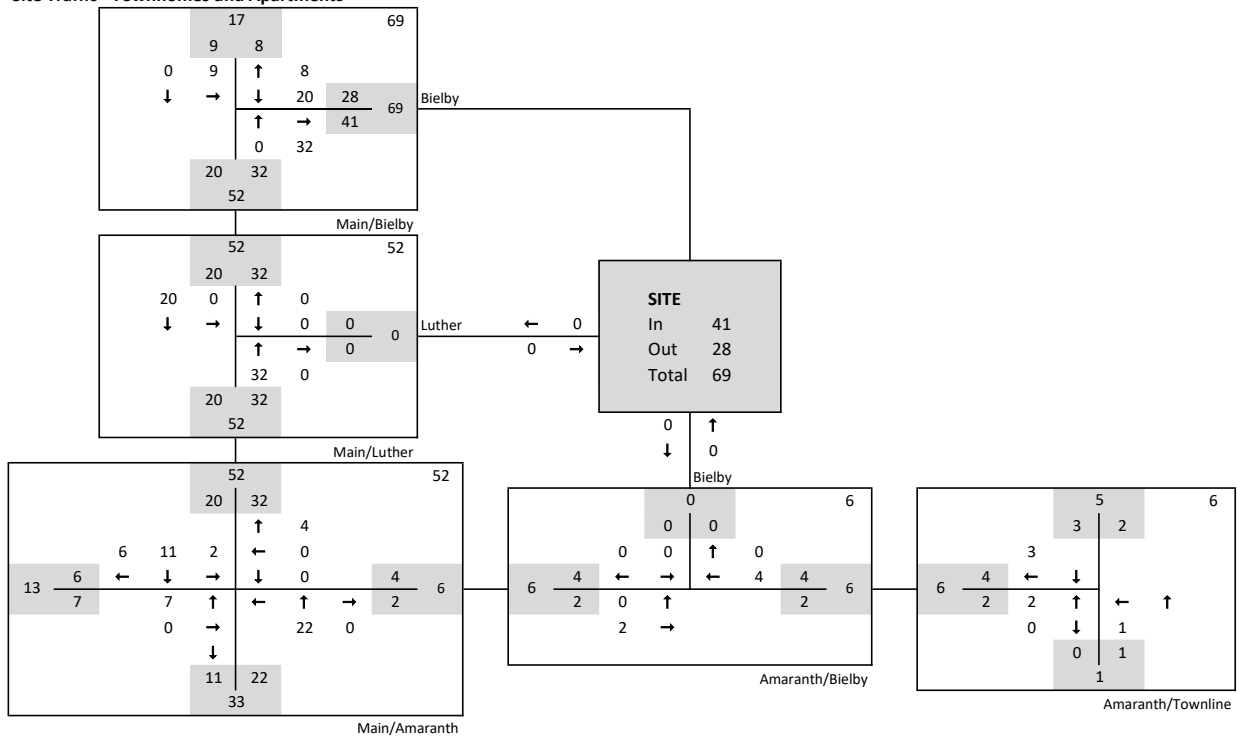 Site Traffic - Townhomes and Apartments
17 69
9 8
0 9 ↑ 8
↓ → ↓ 20 28 69 Bielby
↑ → 41
0 32
20 32
52
Main/Bielby
52 52
20 32
20 0 ↑ 0
↓ → ↓ 0 0 0 Luther ← 0
↑ → 0 0 →
32 0
20 32
52
Main/Luther
SITE
In 41
Out 28
Total 69
0 ↑
↓ 0
Bielby
52 52
20 32
↑ 4
6 11 2 ← 0
13 6 ← ↓ → ↓ 0 4 6
7 7 ↑ ← ↑ → 2
0 → 22 0
↓
11 22
33
Main/Amaranth
0 6
0 0
0 0 ↑ 0
6 4 ← → ← 4 4 6
2 0 ↑ 2
2 →
Amaranth/Bielby
5 6
3 2
3
6 4 ← ↓
2 2 ↑ ← ↑
0 ↓ 1
0 1
1
Amaranth/Townline